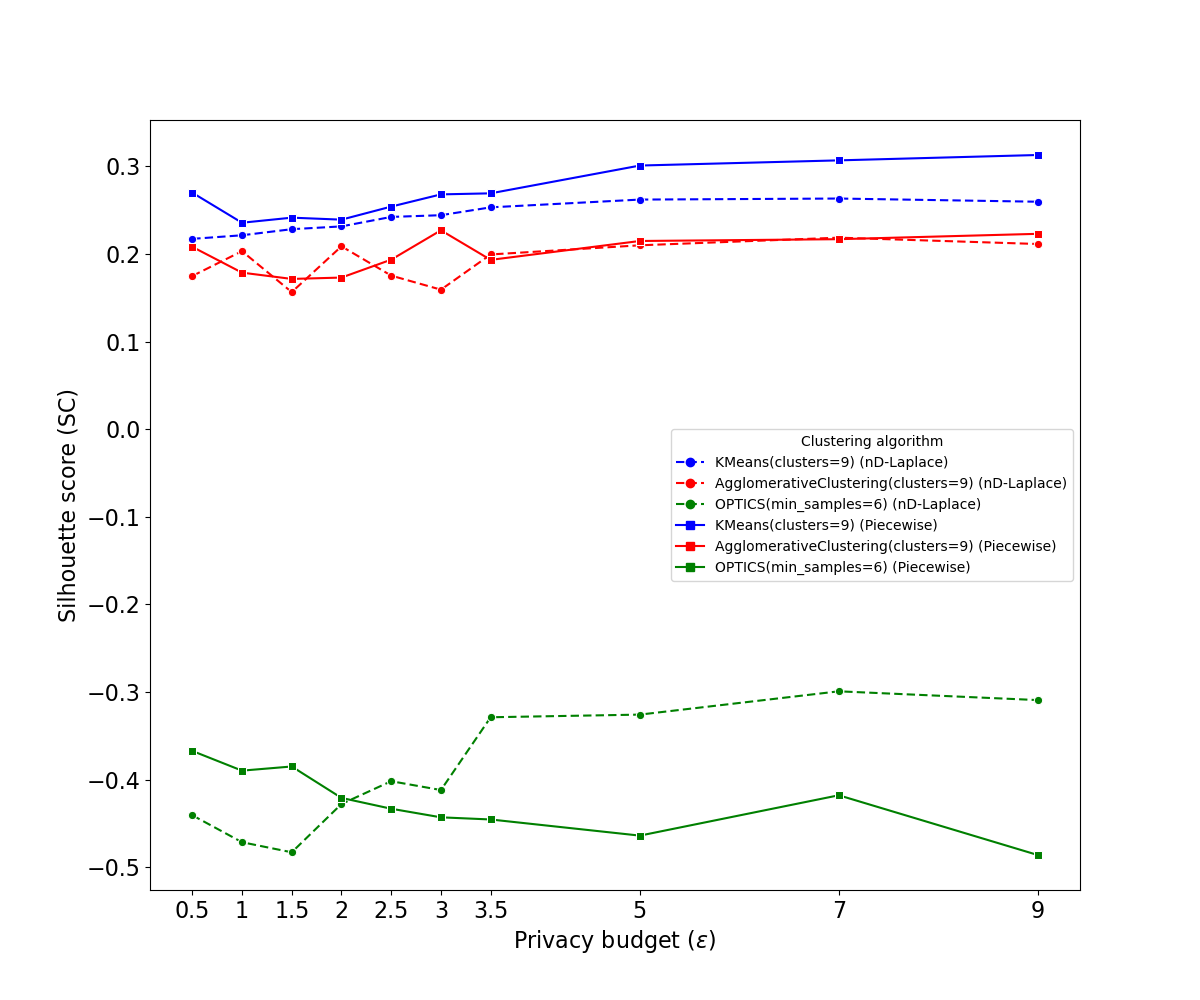 0.3
0.2
0.1
0.0
−0.1
−0.2
−0.3
−0.4
−0.5
Silhouette score (SC)
Clustering algorithm
KMeans(clusters=9) (nD-Laplace)
AgglomerativeClustering(clusters=9) (nD-Laplace)
OPTICS(min_samples=6) (nD-Laplace)
KMeans(clusters=9) (Piecewise)
AgglomerativeClustering(clusters=9) (Piecewise)
OPTICS(min_samples=6) (Piecewise)
0.5 1 1.5 2 2.5 3 3.5 5 7 9
Privacy budget (ε)